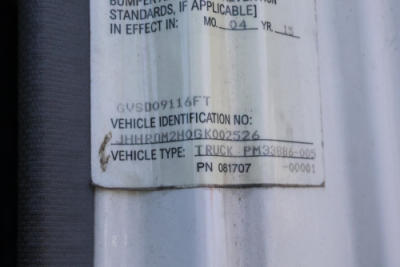 STANDARDS, IF APPLICABLE]
IN EFFECT IN: MO. 04 YR. 15
GVSD09116FT
VEHICLE IDENTIFICATION NO:
JHHRDM2H0GK002526
VEHICLE TYPE: TRUCK PM33886-005
PN 081707 -00001